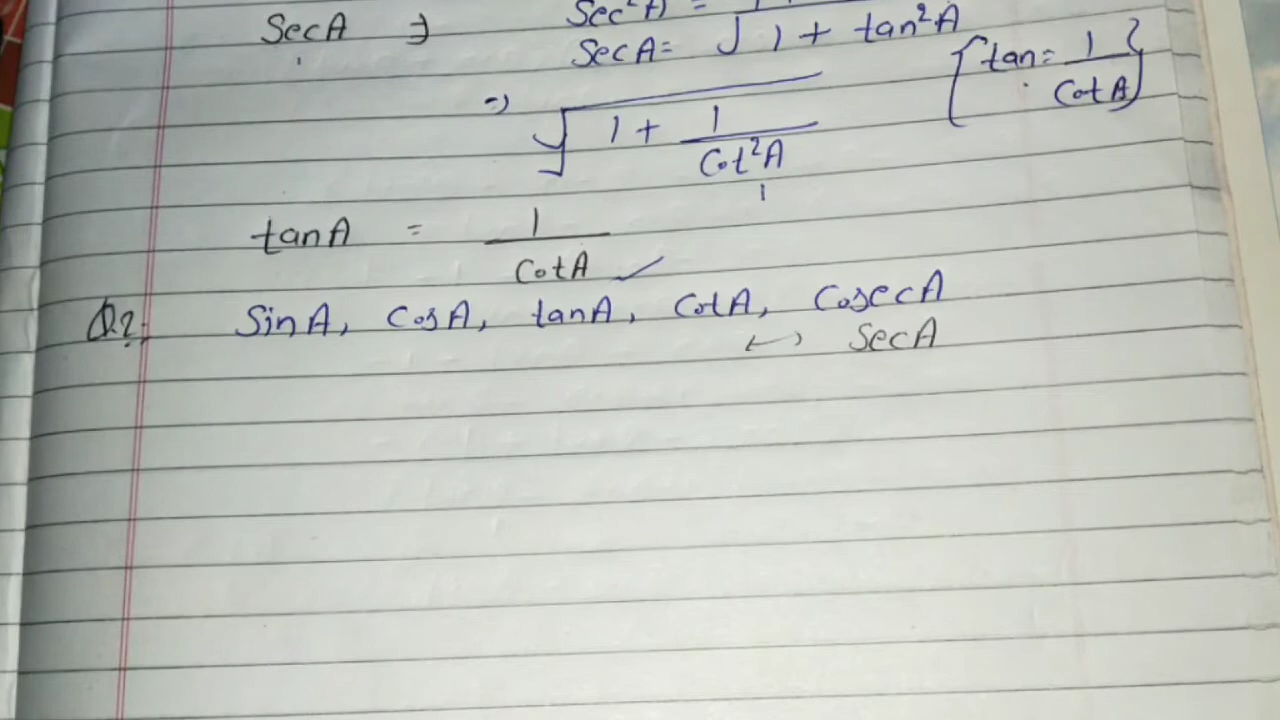 SecA ⇒ Sec²A =
SecA = √1 + tan²A
{tan = 1/CotA}
⇒ √1 + 1/Cot²A
tanA = 1/CotA ✓
Q.2. SinA, CosA, tanA, CotA, CosecA
↔ SecA